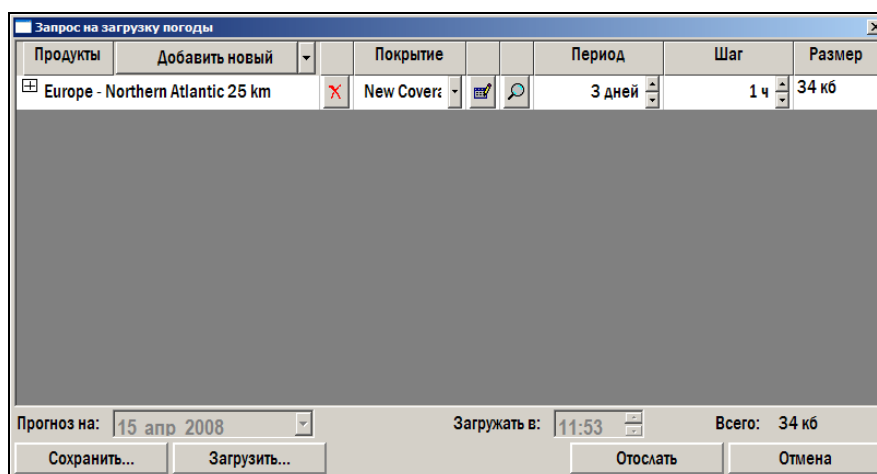 Запрос на загрузку погоды
Продукты Добавить новый Покрытие Период Шаг Размер
Europe - Northern Atlantic 25 km X New Covera 3 дней 1 ч 34 кб
Прогноз на: 15 апр 2008 Загружать в: 11:53 Всего: 34 кб
Сохранить... Загрузить... Отослать Отмена